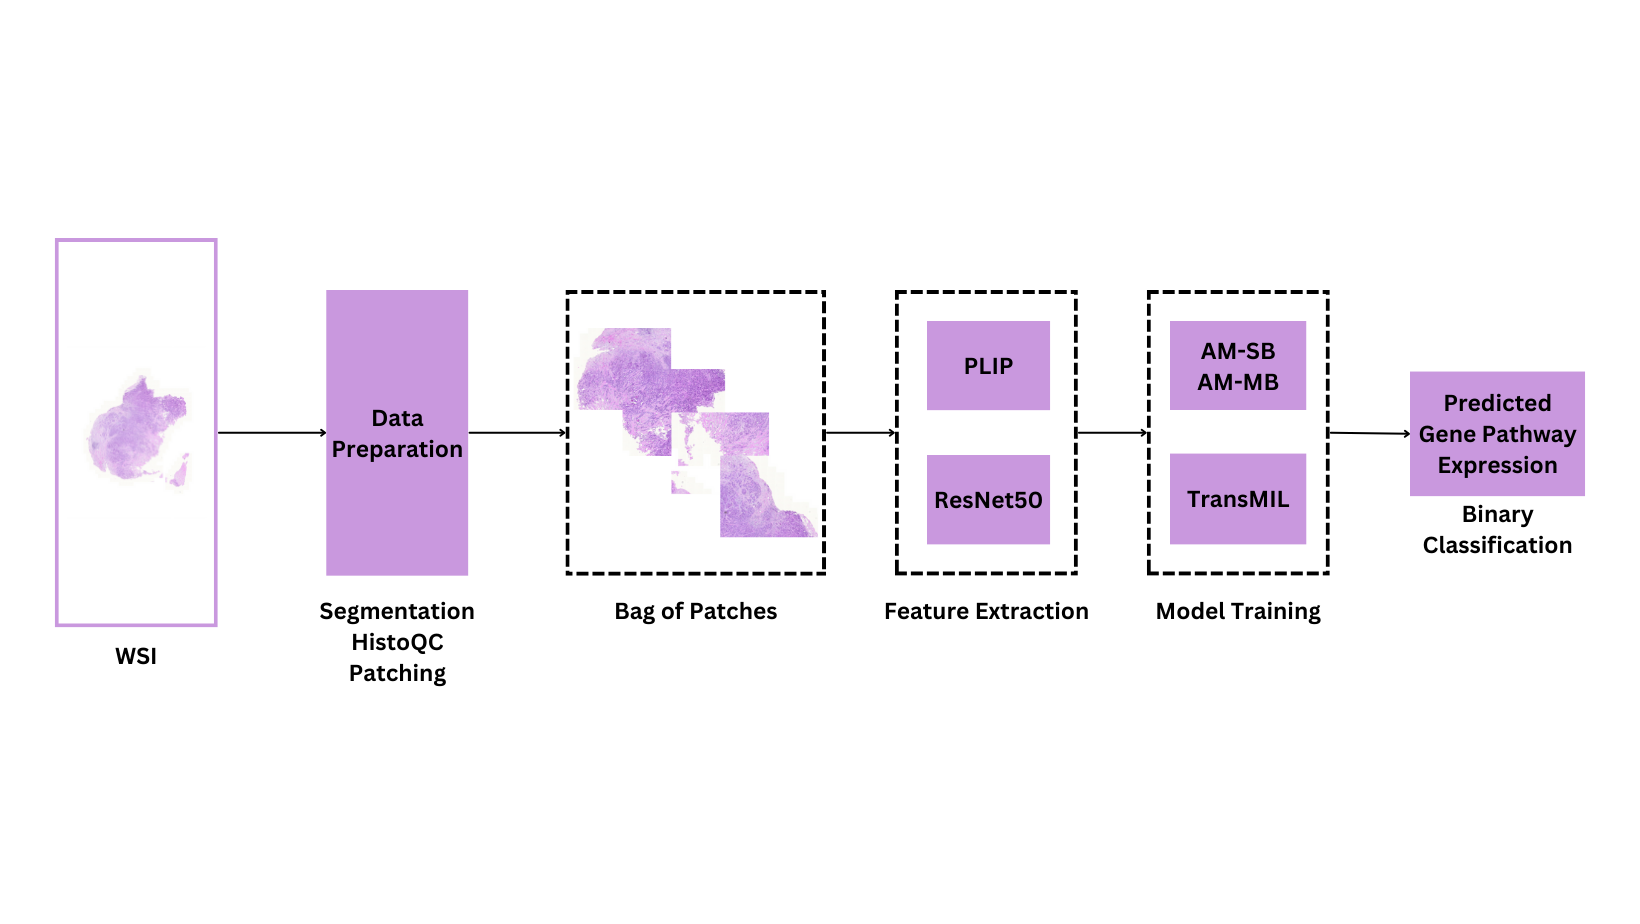 WSI
Data
Preparation
Segmentation
HistoQC
Patching
Bag of Patches
PLIP
ResNet50
Feature Extraction
AM-SB
AM-MB
TransMIL
Model Training
Predicted
Gene Pathway
Expression
Binary
Classification